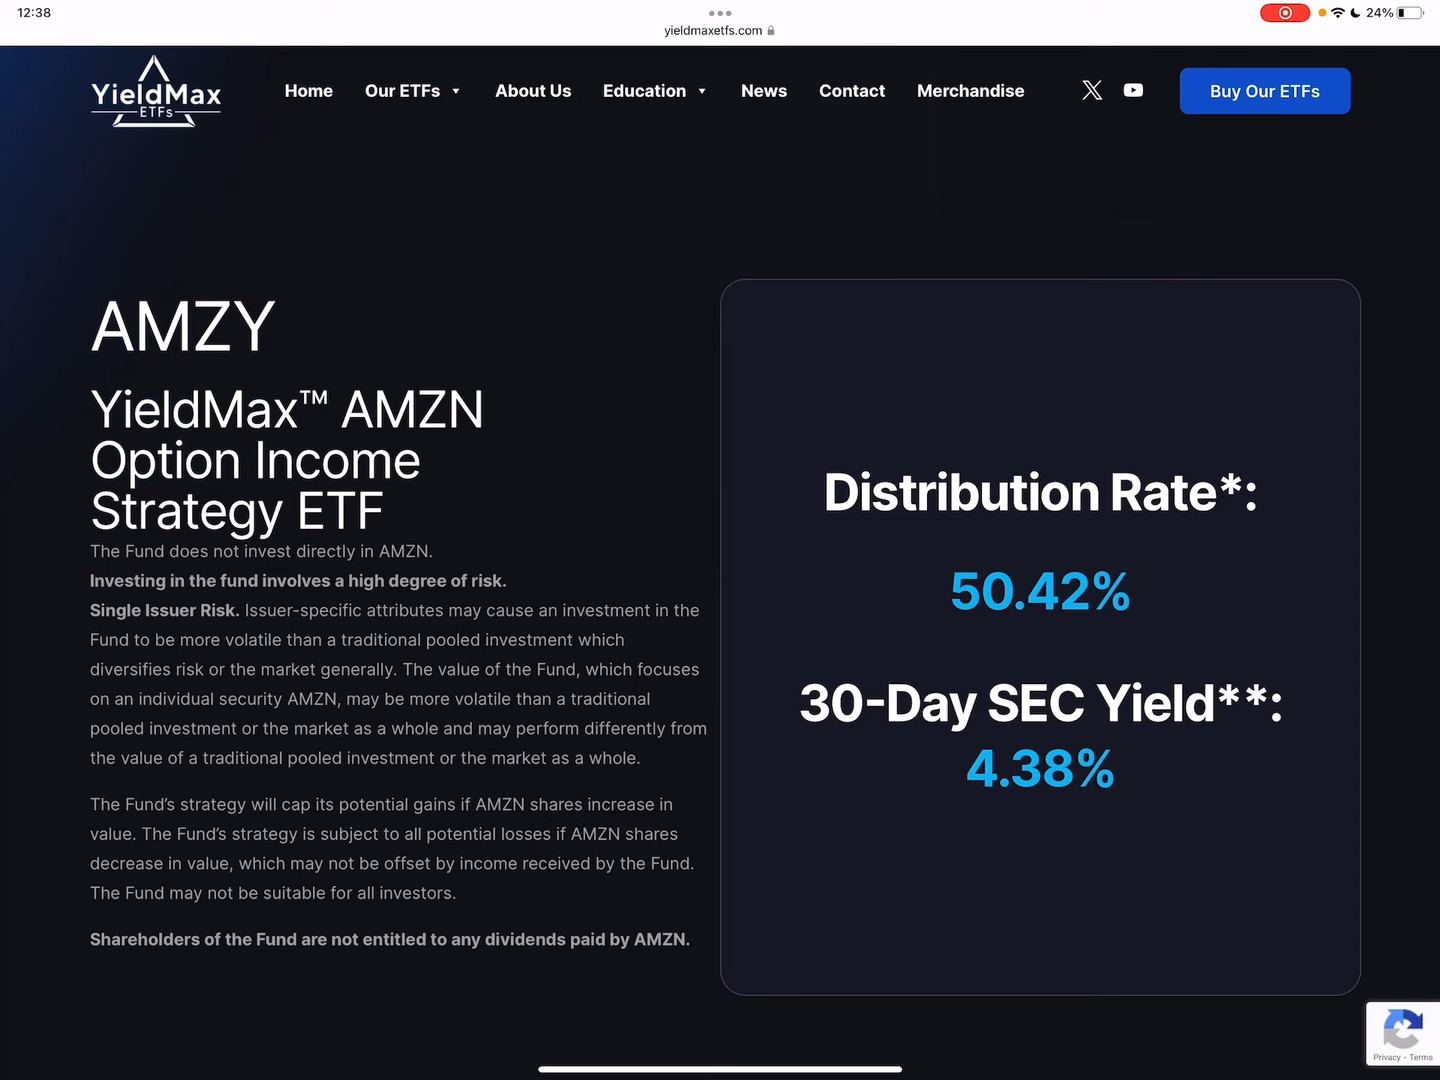 12:38
yieldmaxetfs.com
24%
YieldMax
ETFs
Home
Our ETFs
About Us
Education
News
Contact
Merchandise
Buy Our ETFs
AMZY
YieldMax™ AMZN
Option Income
Strategy ETF
The Fund does not invest directly in AMZN.
Investing in the fund involves a high degree of risk.
Single Issuer Risk. Issuer-specific attributes may cause an investment in the
Fund to be more volatile than a traditional pooled investment which
diversifies risk or the market generally. The value of the Fund, which focuses
on an individual security AMZN, may be more volatile than a traditional
pooled investment or the market as a whole and may perform differently from
the value of a traditional pooled investment or the market as a whole.
The Fund’s strategy will cap its potential gains if AMZN shares increase in
value. The Fund’s strategy is subject to all potential losses if AMZN shares
decrease in value, which may not be offset by income received by the Fund.
The Fund may not be suitable for all investors.
Shareholders of the Fund are not entitled to any dividends paid by AMZN.
Distribution Rate*:
50.42%
30-Day SEC Yield**:
4.38%
Privacy - Terms